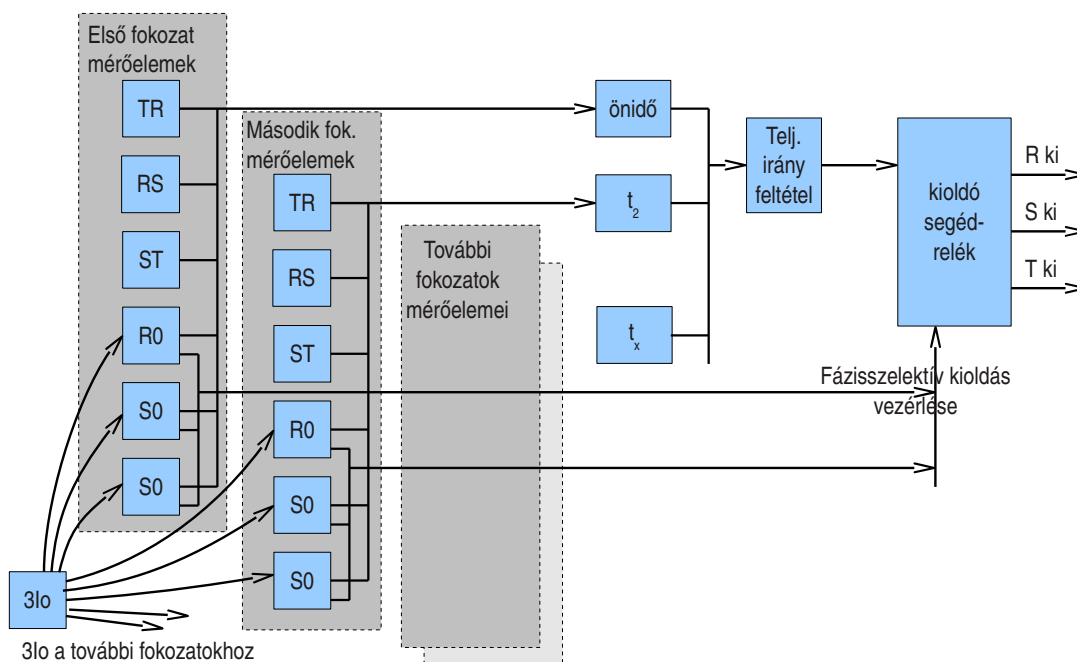 Első fokozat
mérőelemek
TR
RS
ST
R0
S0
S0
Második fok.
mérőelemek
TR
RS
ST
R0
S0
S0
További
fokozatok
mérőelemei
önidő
t2
tx
Telj.
irány
feltétel
kioldó
segéd-
relék
R ki
S ki
T ki
Fázisszelektív kioldás
vezérlése
3Io
3Io a további fokozatokhoz